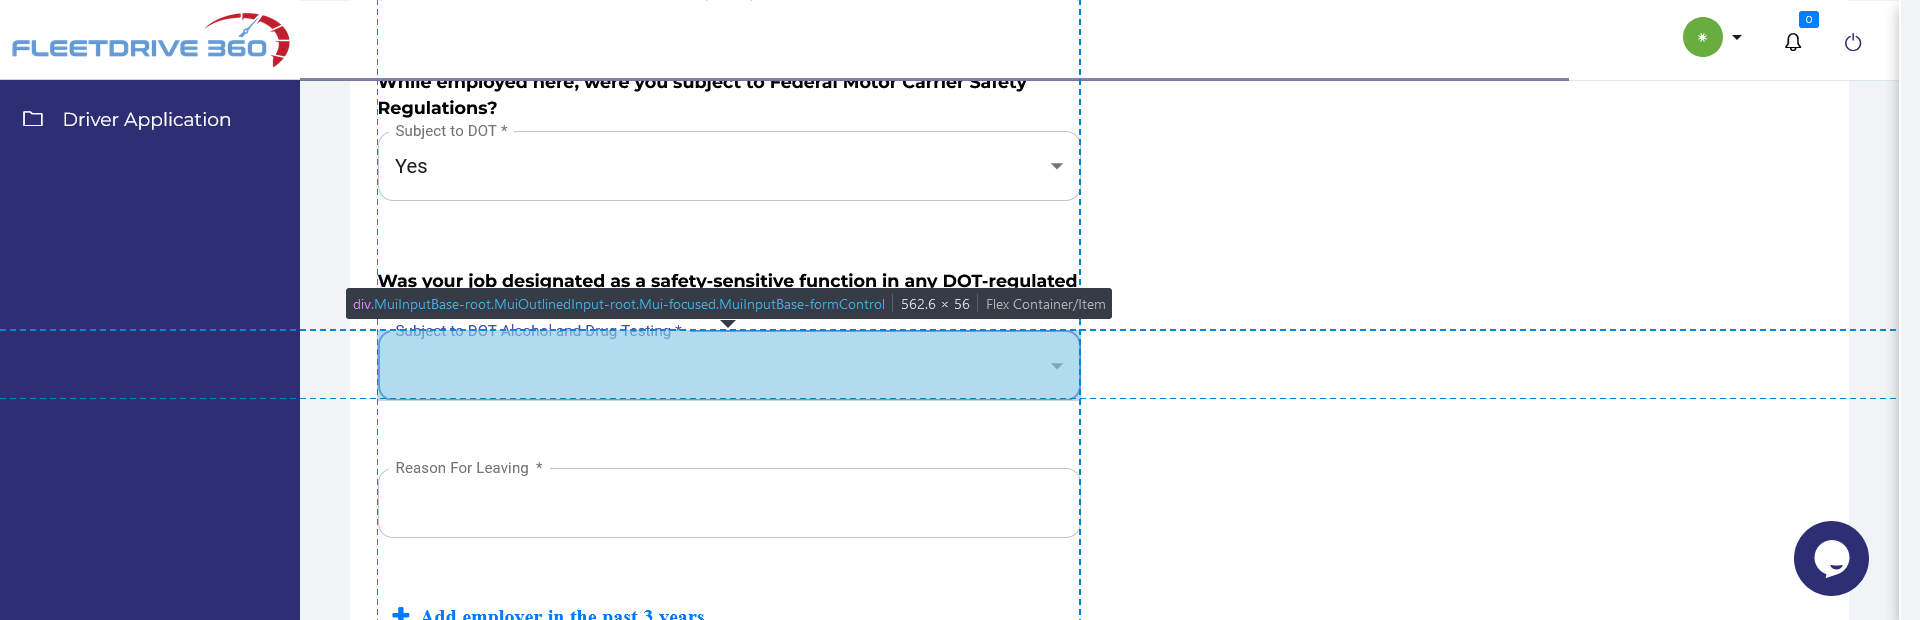 FLEETDRIVE 360
0
Driver Application
While employed here, were you subject to Federal Motor Carrier Safety
Regulations?
Subject to DOT *
Yes
Was your job designated as a safety-sensitive function in any DOT-regulated
div.MuiInputBase-root.MuiOutlinedInput-root.Mui-focused.MuiInputBase-formControl 562.6 × 56 Flex Container/Item
Subject to DOT Alcohol and Drug Testing *
Reason For Leaving *
Add employer in the past 3 years